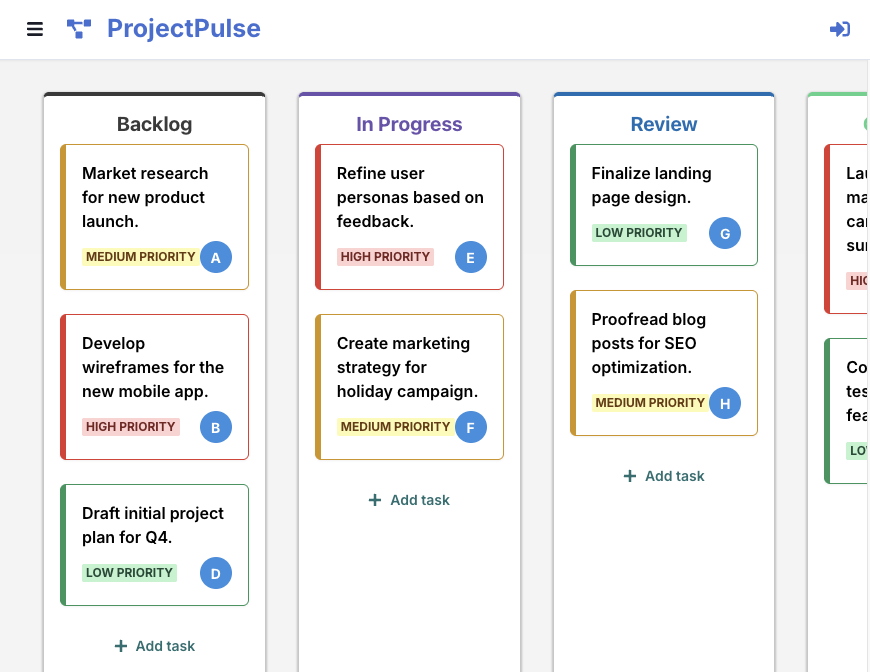 ProjectPulse
Backlog
Market research
for new product
launch.
MEDIUM PRIORITY
A
Develop
wireframes for the
new mobile app.
HIGH PRIORITY
B
Draft initial project
plan for Q4.
LOW PRIORITY
D
Add task
In Progress
Refine user
personas based on
feedback.
HIGH PRIORITY
E
Create marketing
strategy for
holiday campaign.
MEDIUM PRIORITY
F
Add task
Review
Finalize landing
page design.
LOW PRIORITY
G
Proofread blog
posts for SEO
optimization.
MEDIUM PRIORITY
H
Add task